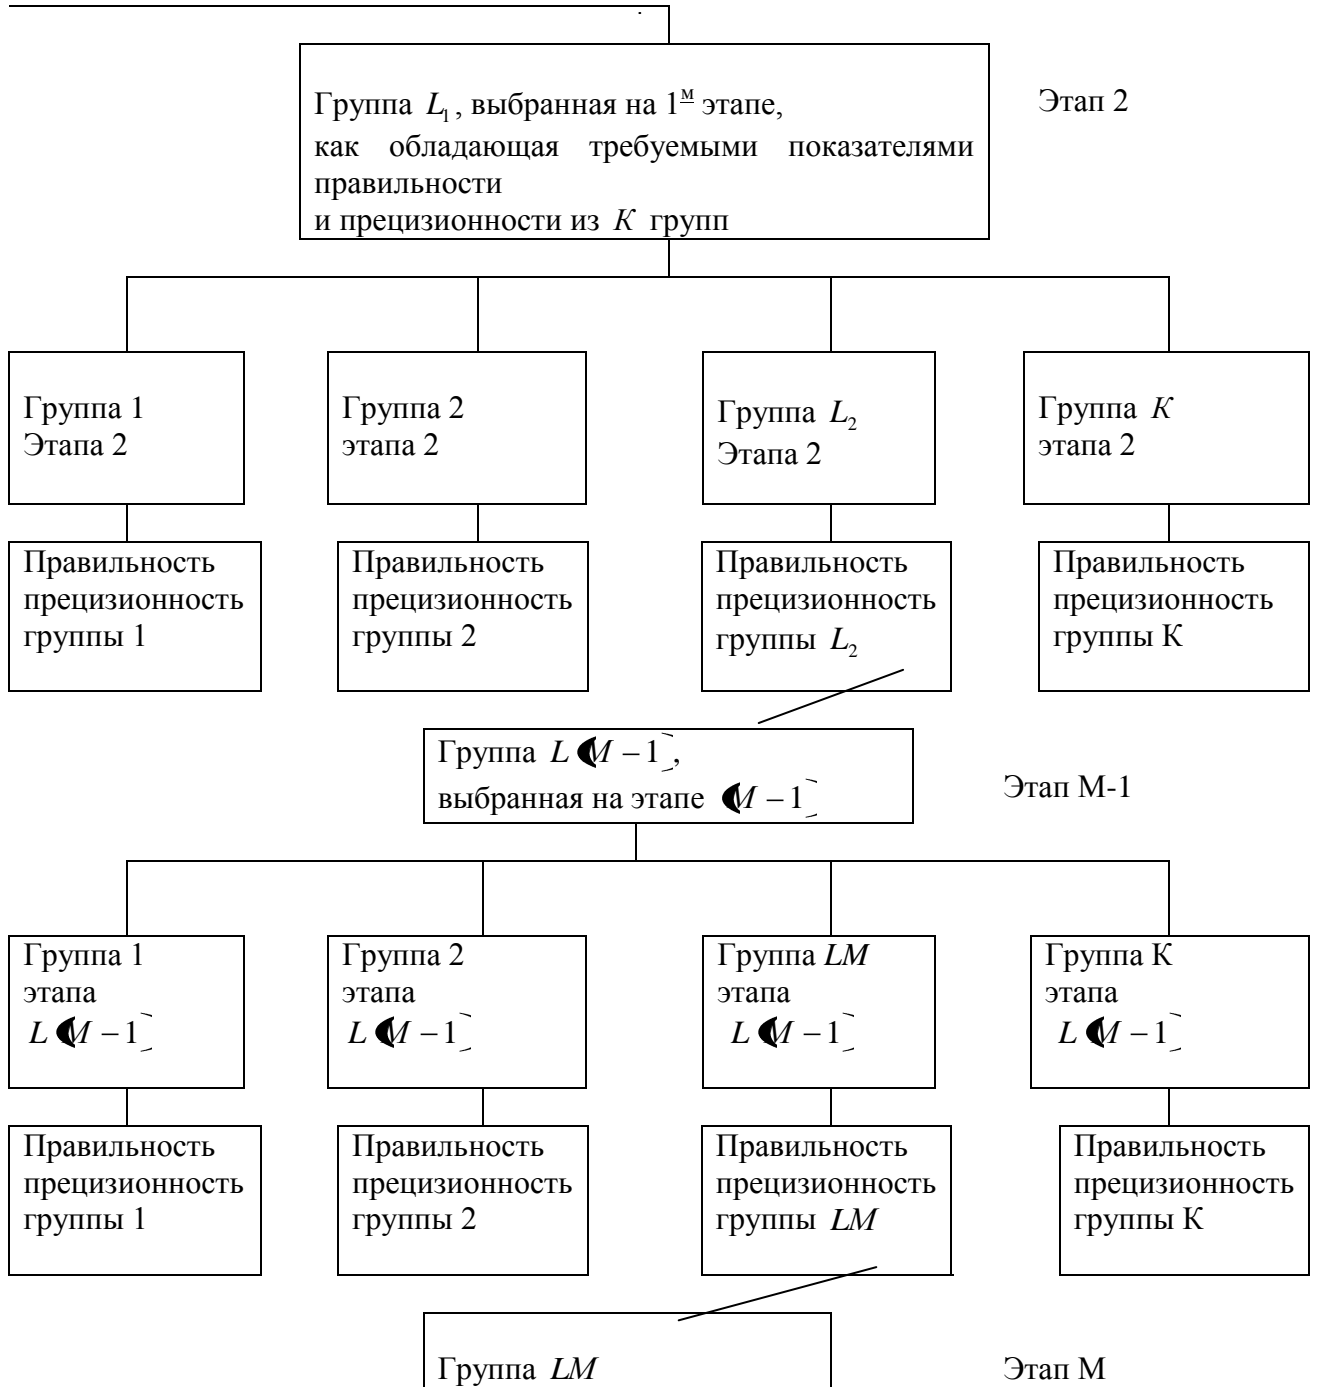 Группа L₁, выбранная на 1ᴹ этапе,
Этап 2
как обладающая требуемыми показателями
правильности
и прецизионности из К групп
Группа 1
Этапа 2
Группа 2
этапа 2
Группа L₂
Этапа 2
Группа К
этапа 2
Правильность
прецизионность
группы 1
Правильность
прецизионность
группы 2
Правильность
прецизионность
группы L₂
Правильность
прецизионность
группы К
Группа L(M – 1),
выбранная на этапе (M – 1)
Этап М-1
Группа 1
этапа
L(M – 1)
Группа 2
этапа
L(M – 1)
Группа LM
этапа
L(M – 1)
Группа К
этапа
L(M – 1)
Правильность
прецизионность
группы 1
Правильность
прецизионность
группы 2
Правильность
прецизионность
группы LM
Правильность
прецизионность
группы К
Группа LM
Этап М